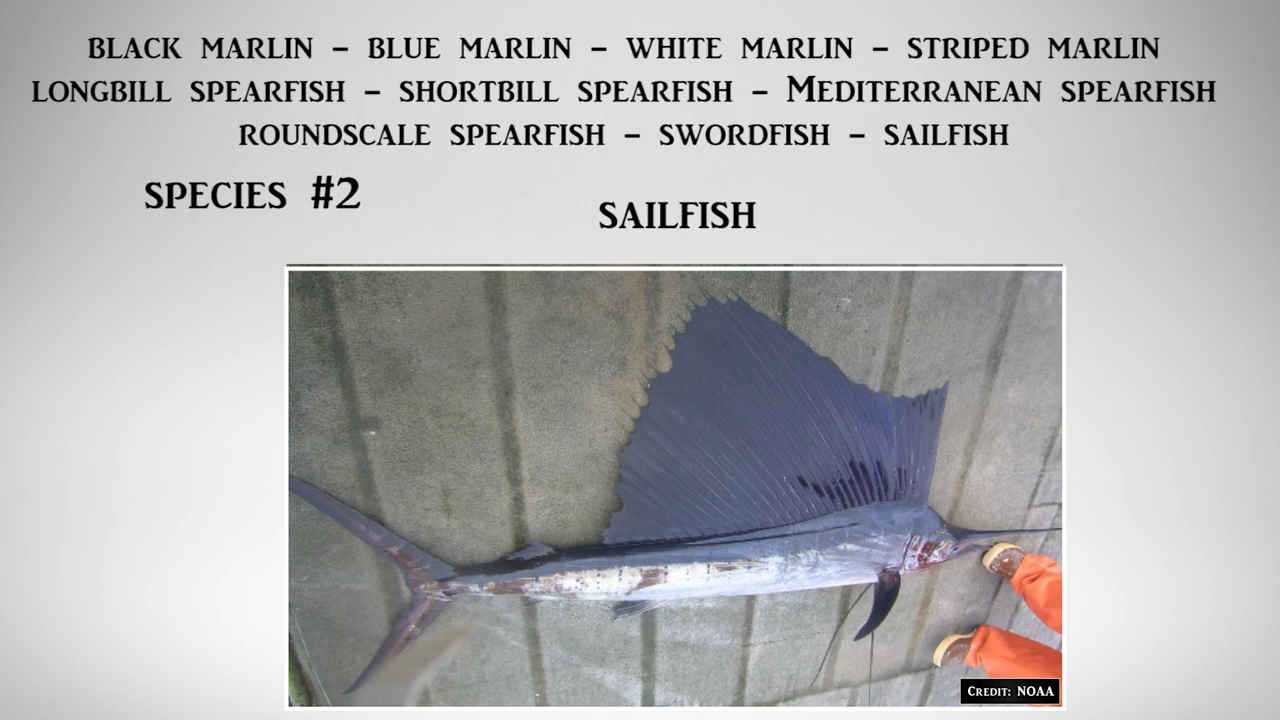 BLACK MARLIN – BLUE MARLIN – WHITE MARLIN – STRIPED MARLIN
LONGBILL SPEARFISH – SHORTBILL SPEARFISH – MEDITERRANEAN SPEARFISH
ROUNDSCALE SPEARFISH – SWORDFISH – SAILFISH
SPECIES #2
SAILFISH
CREDIT: NOAA